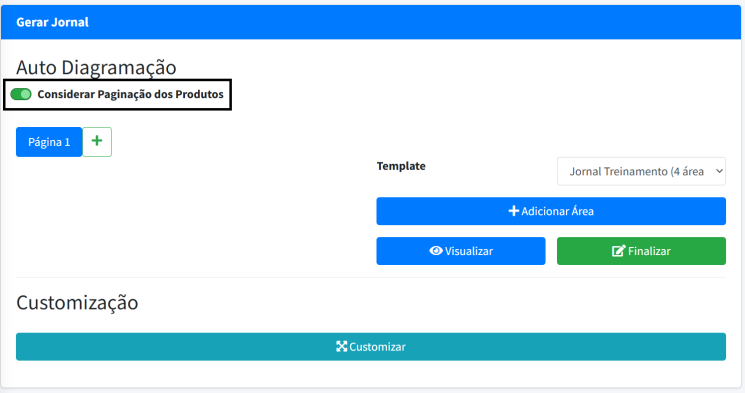 Gerar Jornal
Auto Diagramação
Considerar Paginação dos Produtos
Página 1 +
Template Jornal Treinamento (4 área
+ Adicionar Área
Visualizar Finalizar
Customização
Customizar